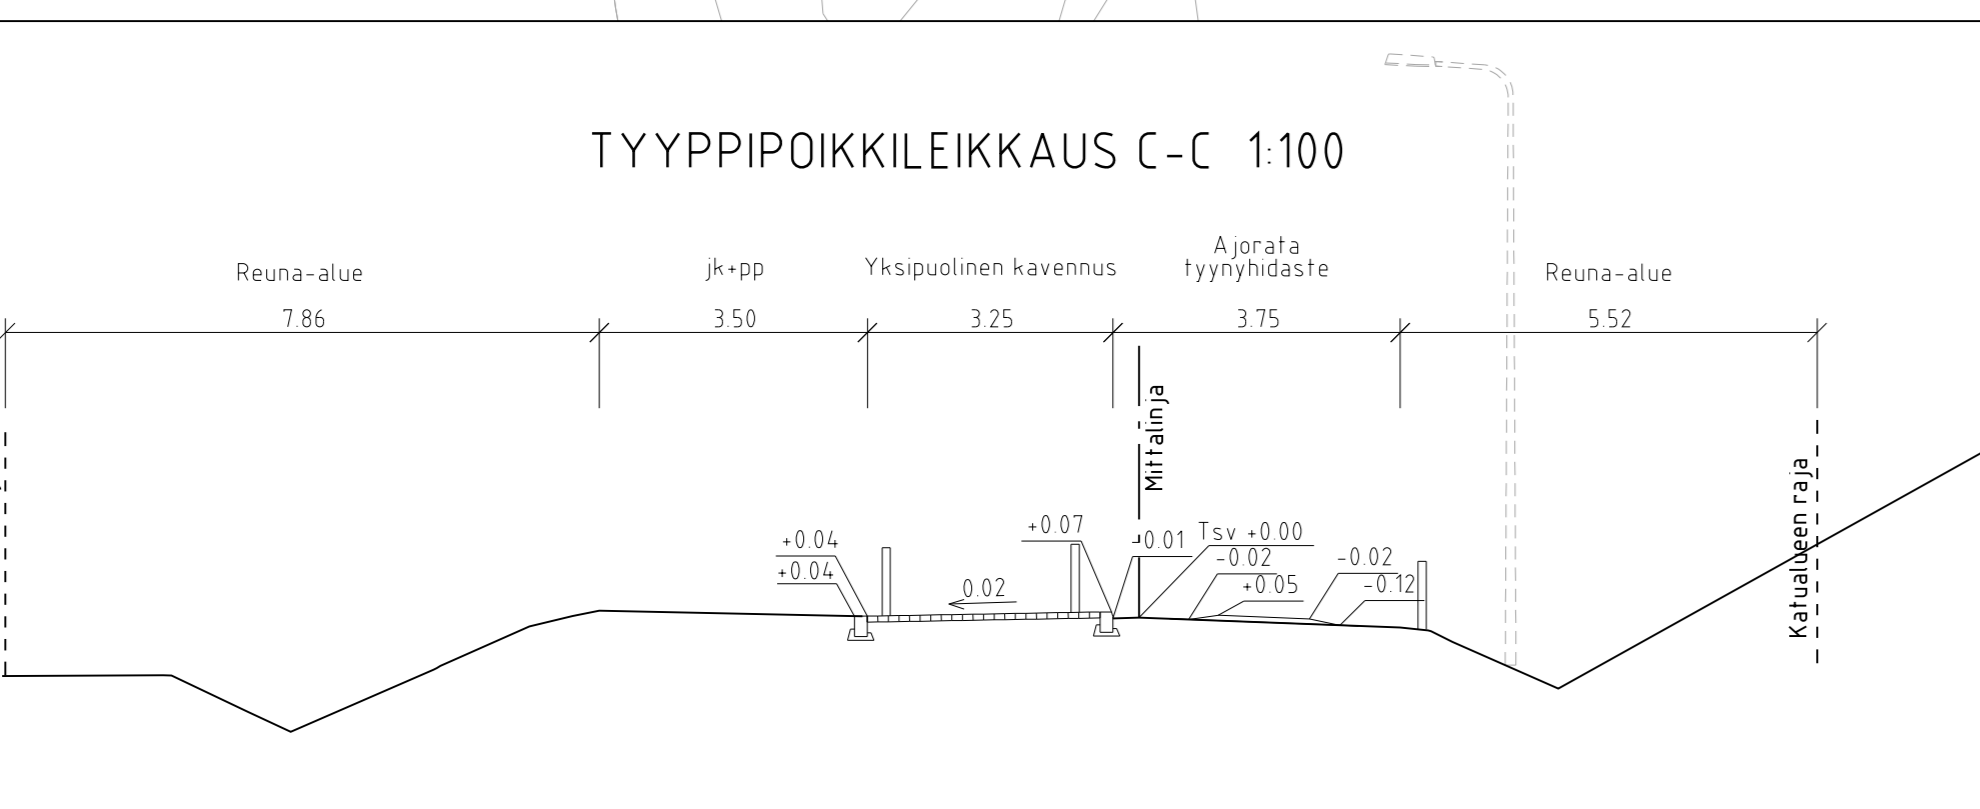 TYYPPIPOIKKILEIKKAUS C-C 1:100
Reuna-alue
jk+pp
Yksipuolinen kavennus
Ajorata
tyynyhidaste
Reuna-alue
7.86
3.50
3.25
3.75
5.52
Mittalinja
Katualueen raja
+0.04
+0.04
0.02
+0.07
-0.01
Tsv +0.00
-0.02
+0.05
-0.02
-0.12